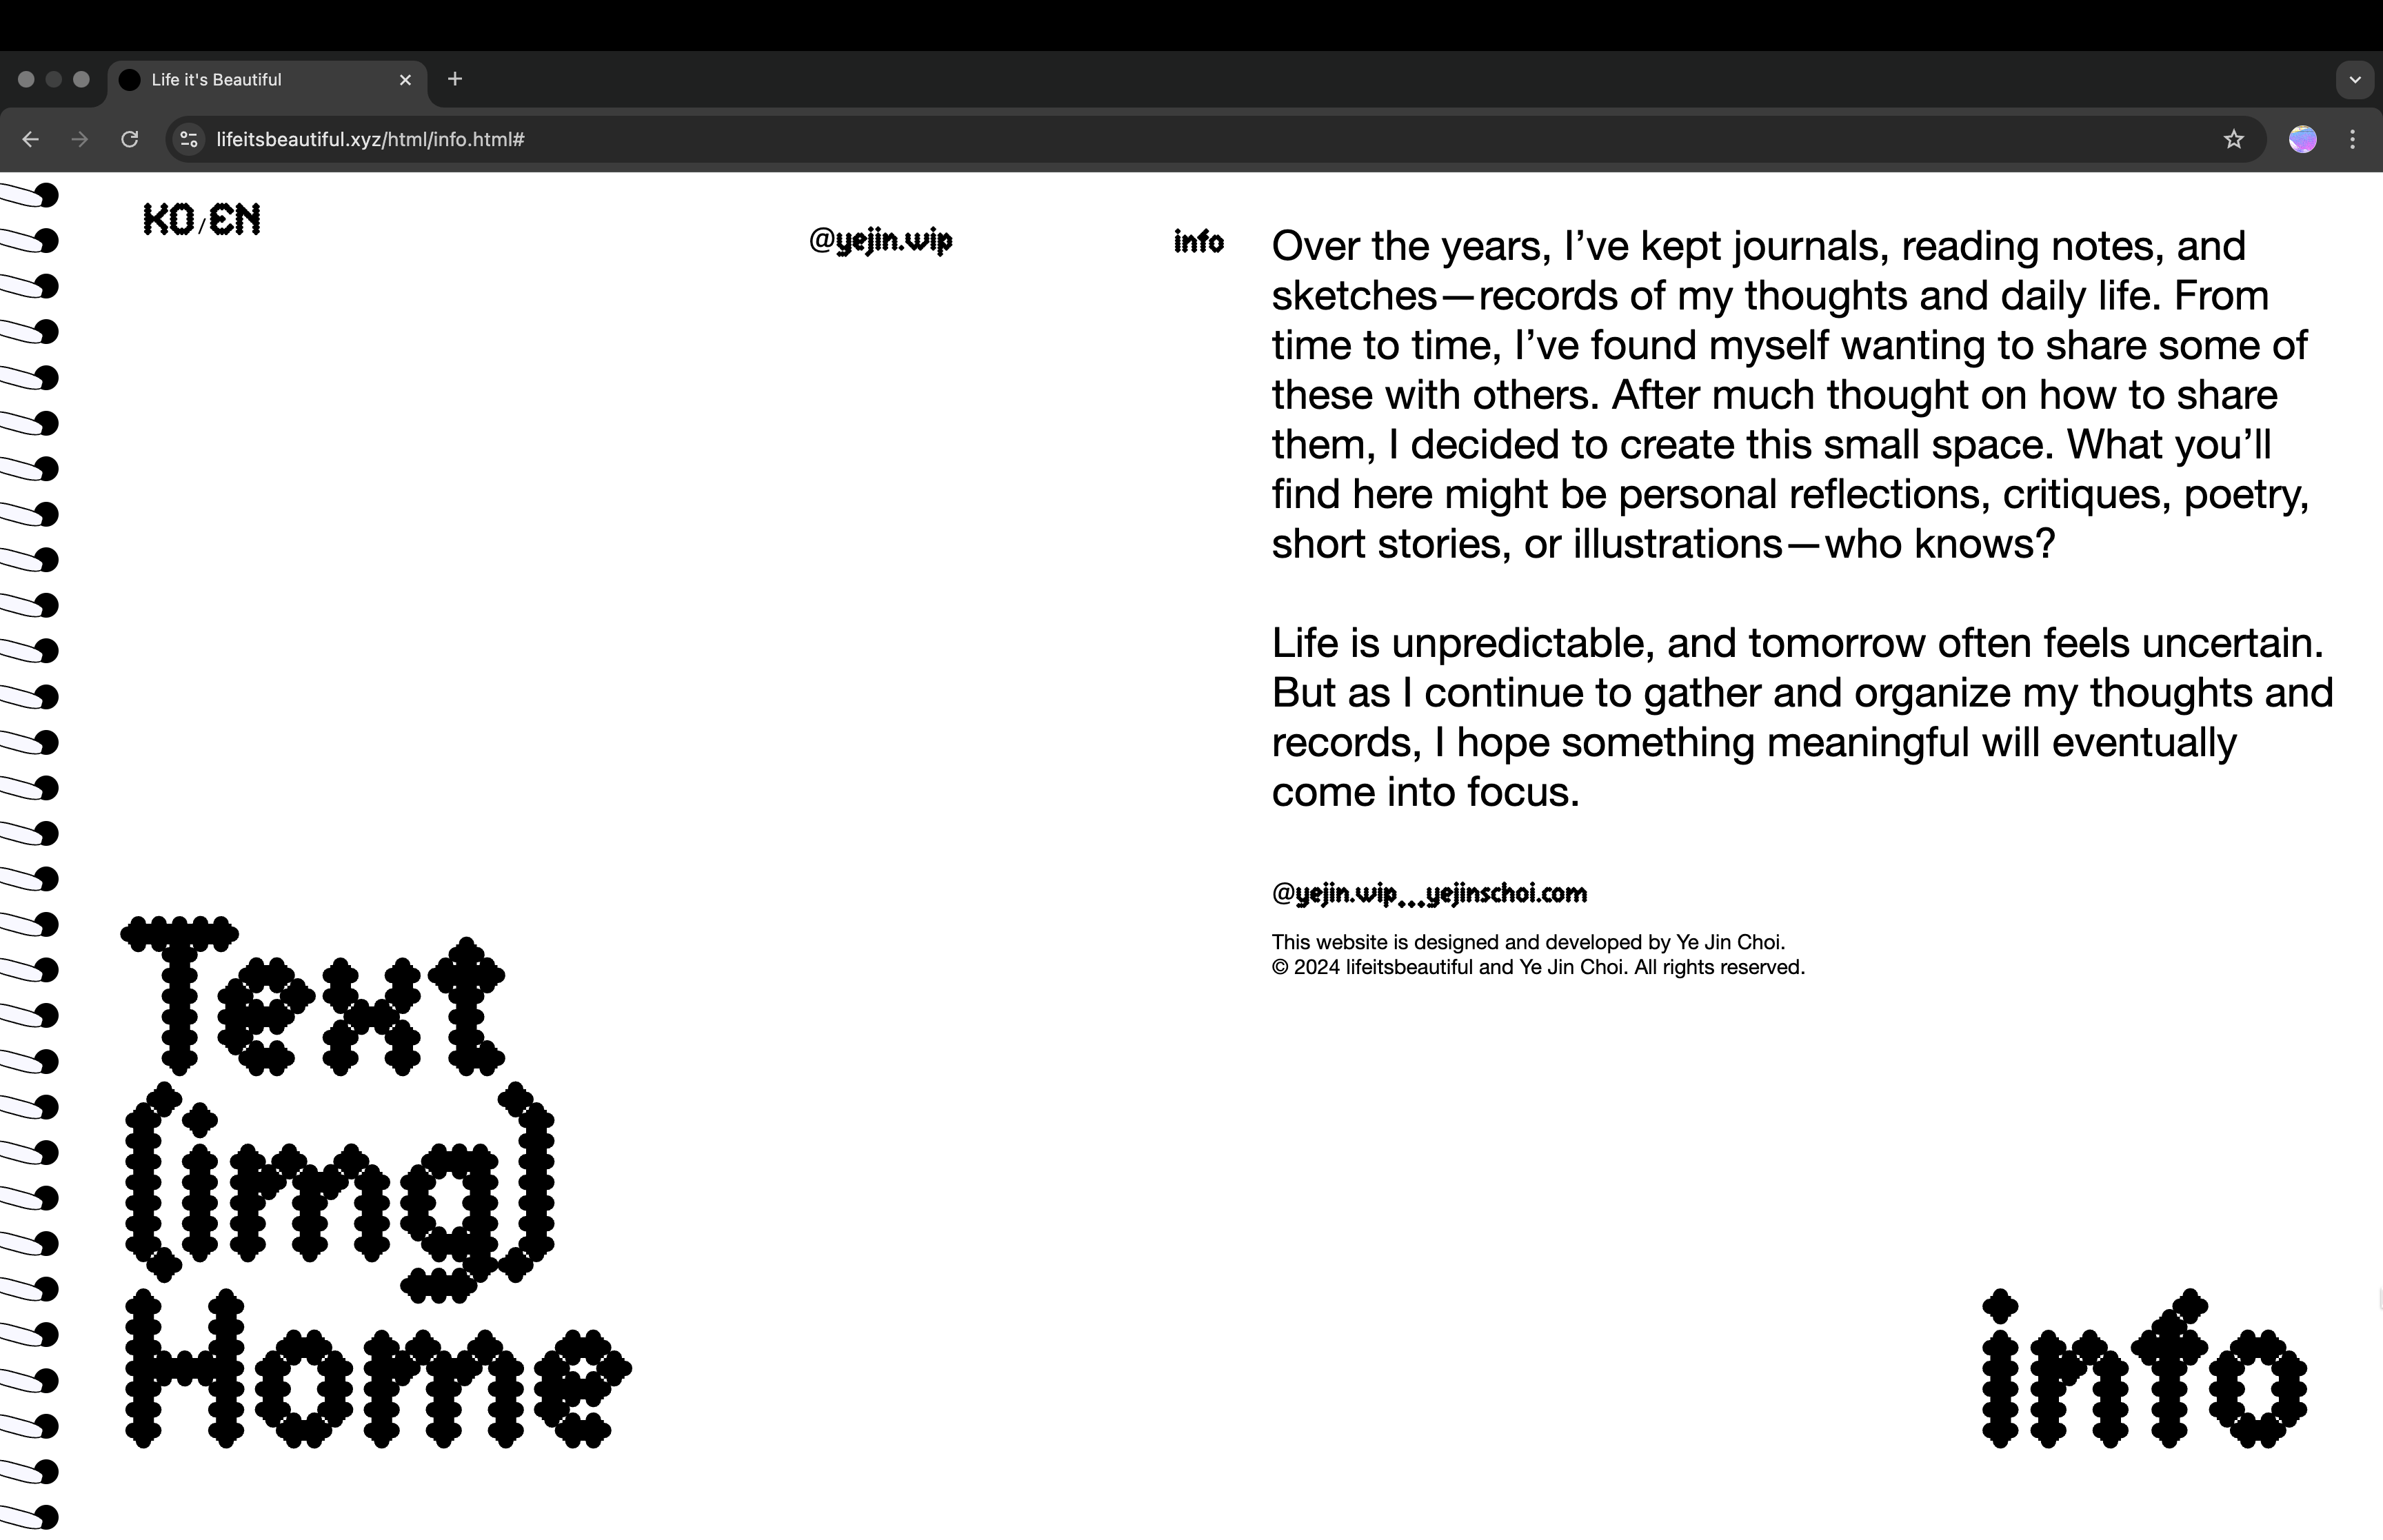 Life it's Beautiful
lifeitsbeautiful.xyz/html/info.html#
KO/EN
@yejin.wip
info
Over the years, I’ve kept journals, reading notes, and
sketches—records of my thoughts and daily life. From
time to time, I’ve found myself wanting to share some of
these with others. After much thought on how to share
them, I decided to create this small space. What you’ll
find here might be personal reflections, critiques, poetry,
short stories, or illustrations—who knows?
Life is unpredictable, and tomorrow often feels uncertain.
But as I continue to gather and organize my thoughts and
records, I hope something meaningful will eventually
come into focus.
@yejin.wip...yejinschoi.com
This website is designed and developed by Ye Jin Choi.
© 2024 lifeitsbeautiful and Ye Jin Choi. All rights reserved.
Text
(img)
Home
info